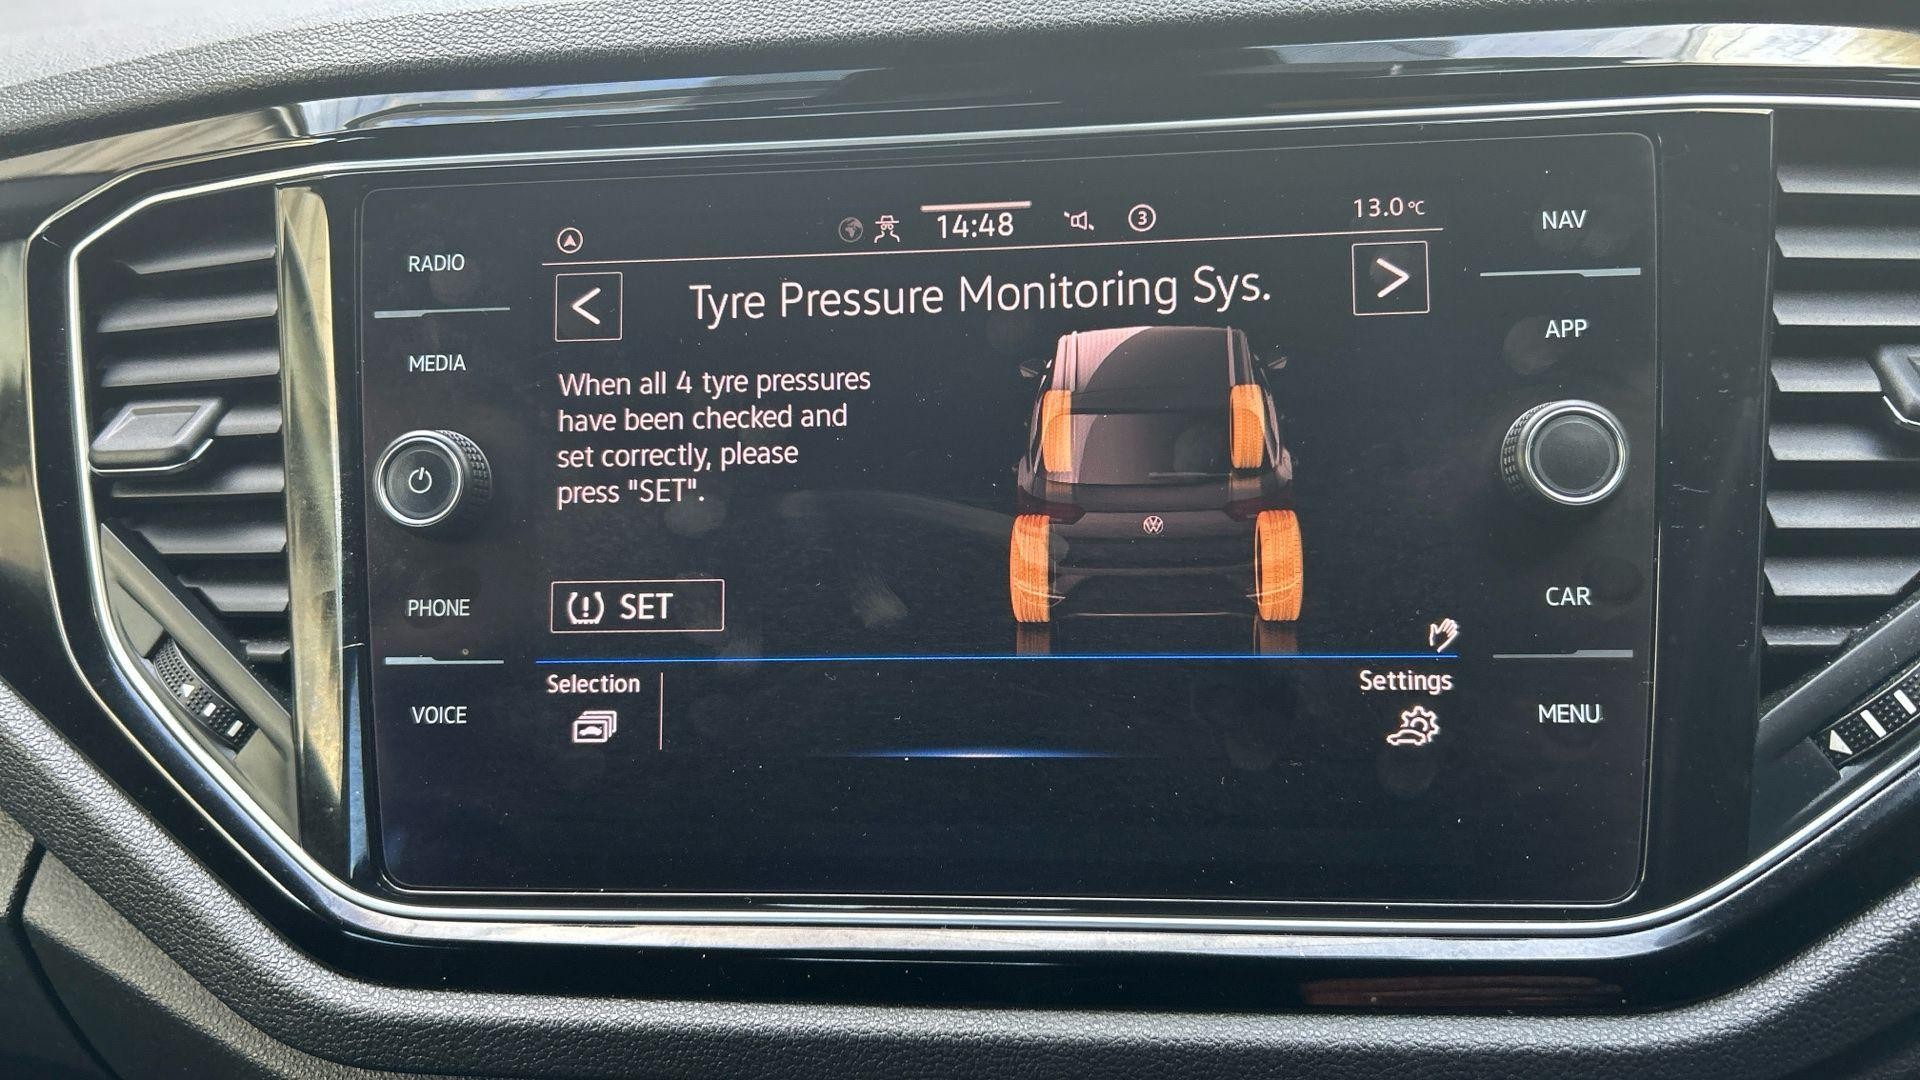 RADIO
MEDIA
PHONE
VOICE
14:48
3
13.0°C
<
Tyre Pressure Monitoring Sys.
>
When all 4 tyre pressures
have been checked and
set correctly, please
press "SET".
SET
Selection
Settings
NAV
APP
CAR
MENU